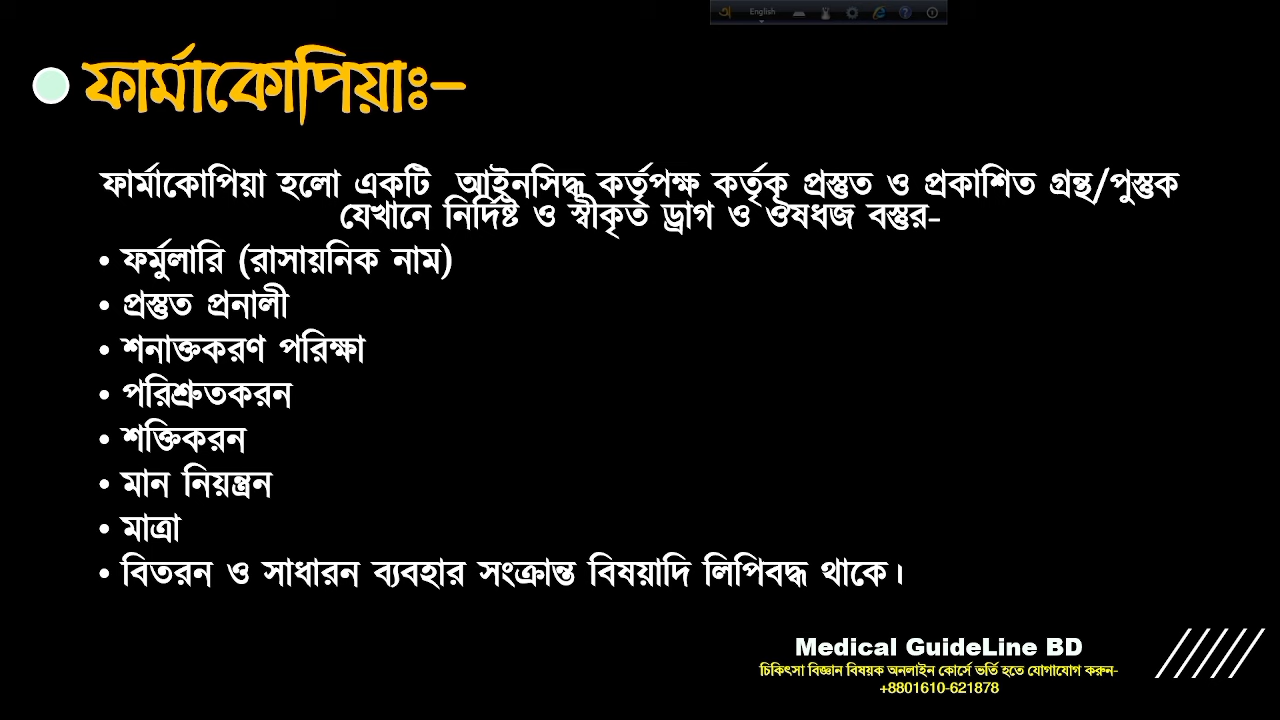 অ English
ফার্মাকোপিয়াঃ-
ফার্মাকোপিয়া হলো একটি আইনসিদ্ধ কর্তৃপক্ষ কর্তৃক প্রস্তুত ও প্রকাশিত গ্রন্থ/পুস্তুক
যেখানে নির্দিষ্ট ও স্বীকৃত ড্রাগ ও ঔষধজ বস্তুর-
• ফর্মুলারি (রাসায়নিক নাম)
• প্রস্তুত প্রনালী
• শনাক্তকরণ পরিক্ষা
• পরিশ্রুতকরন
• শক্তিকরন
• মান নিয়ন্ত্রন
• মাত্রা
• বিতরন ও সাধারন ব্যবহার সংক্রান্ত বিষয়াদি লিপিবদ্ধ থাকে।
Medical GuideLine BD
চিকিৎসা বিজ্ঞান বিষয়ক অনলাইন কোর্সে ভর্তি হতে যোগাযোগ করুন-
+8801610-621878